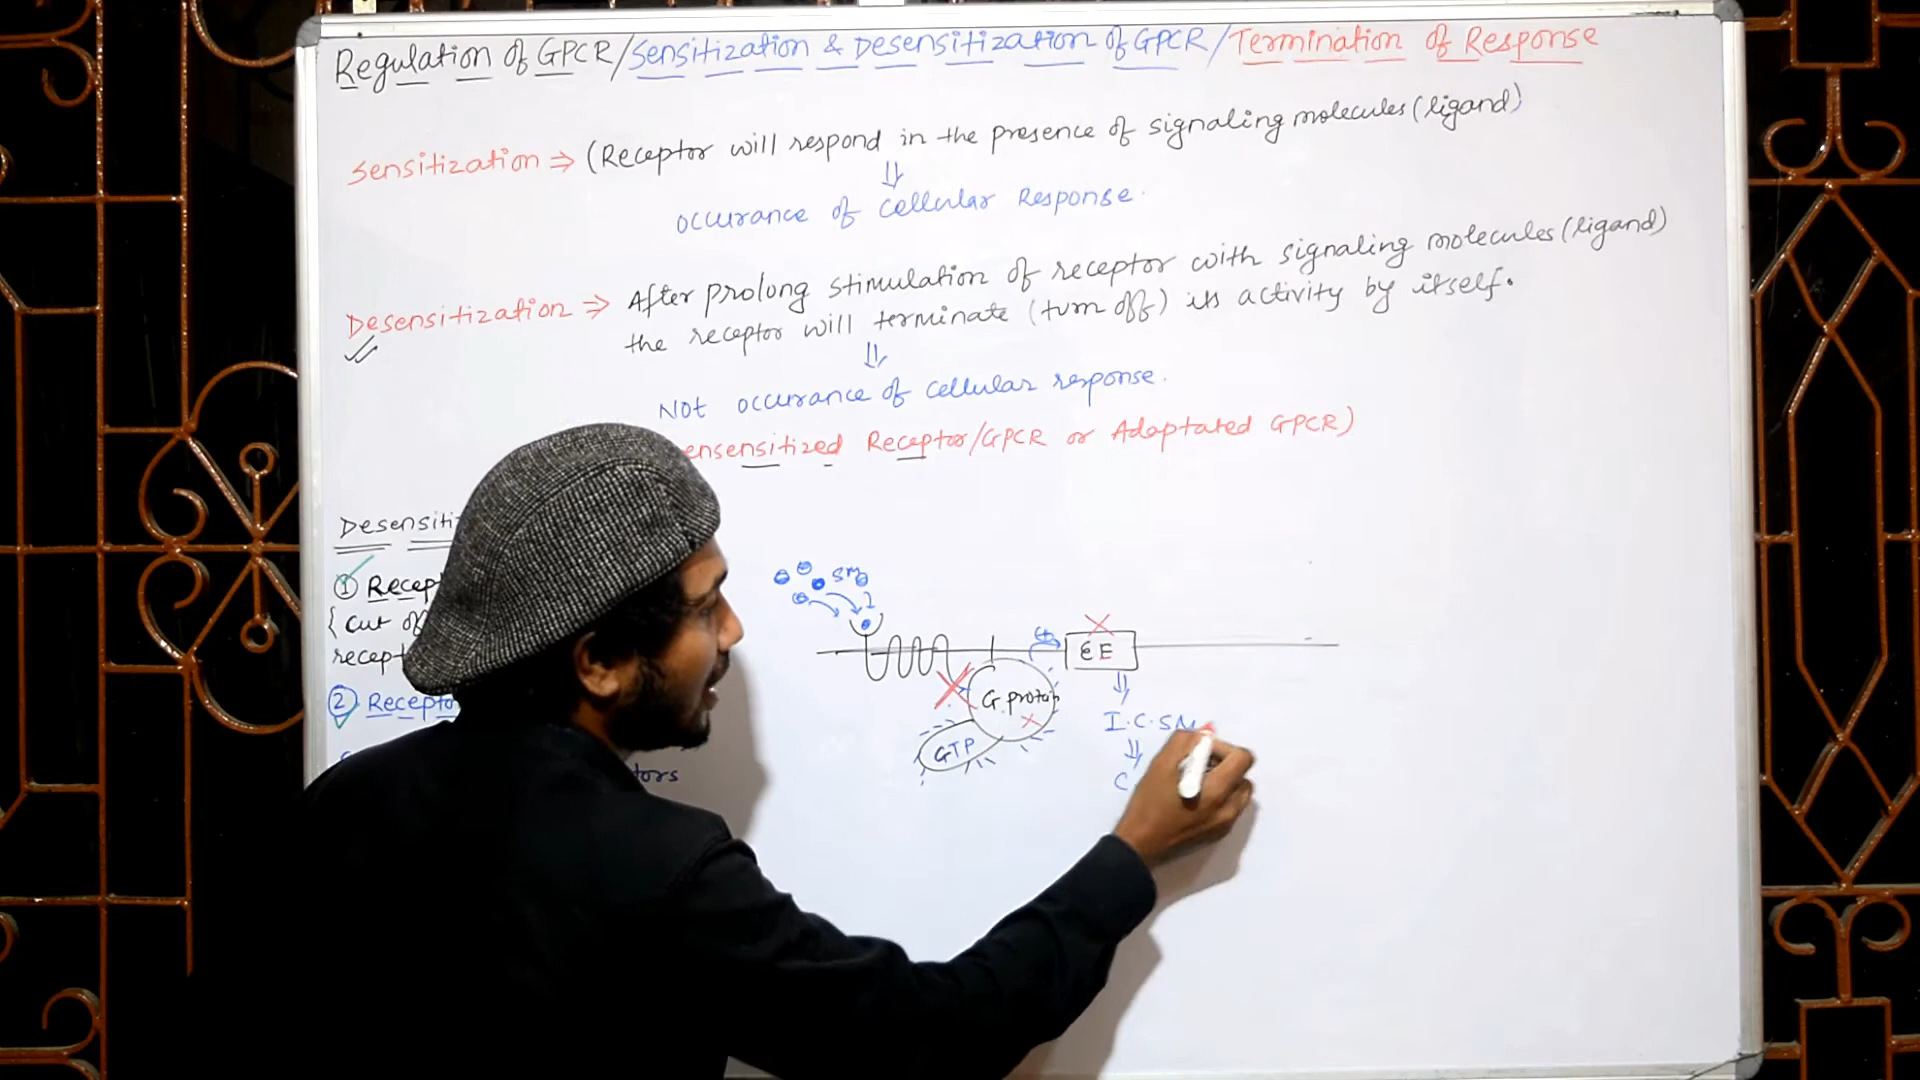 Regulation of GPCR/Sensitization & Desensitization of GPCR/Termination of Response
Sensitization ⇒ (Receptor will respond in the presence of signaling molecules (ligand)
⇓
occurance of cellular Response.
Desensitization ⇒ After prolong stimulation of receptor with signaling molecules (ligand)
the receptor will terminate (turn off) its activity by itself.
⇓
Not occurance of cellular response.
ensensitized Receptor/GPCR or Adaptated GPCR)
Desensiti
① Recep
{ cut of
recept
② Recepto
tors
SM
G protein
GTP
E E
⇓
I.C.SM
⇓
C